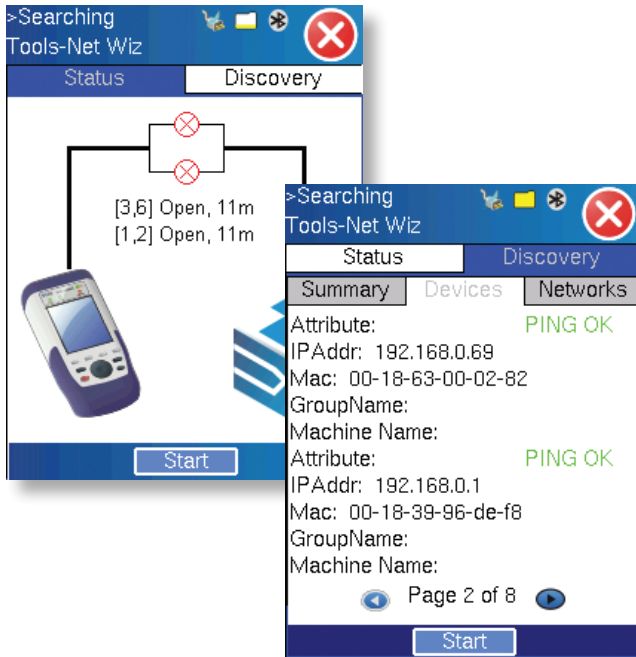 >Searching
Tools-Net Wiz
Status Discovery
[3,6] Open, 11m
[1,2] Open, 11m
Start
>Searching
Tools-Net Wiz
Status Discovery
Summary Devices Networks
Attribute: PING OK
IPAddr: 192.168.0.69
Mac: 00-18-63-00-02-82
GroupName:
Machine Name:
Attribute: PING OK
IPAddr: 192.168.0.1
Mac: 00-18-39-96-de-f8
GroupName:
Machine Name:
Page 2 of 8
Start